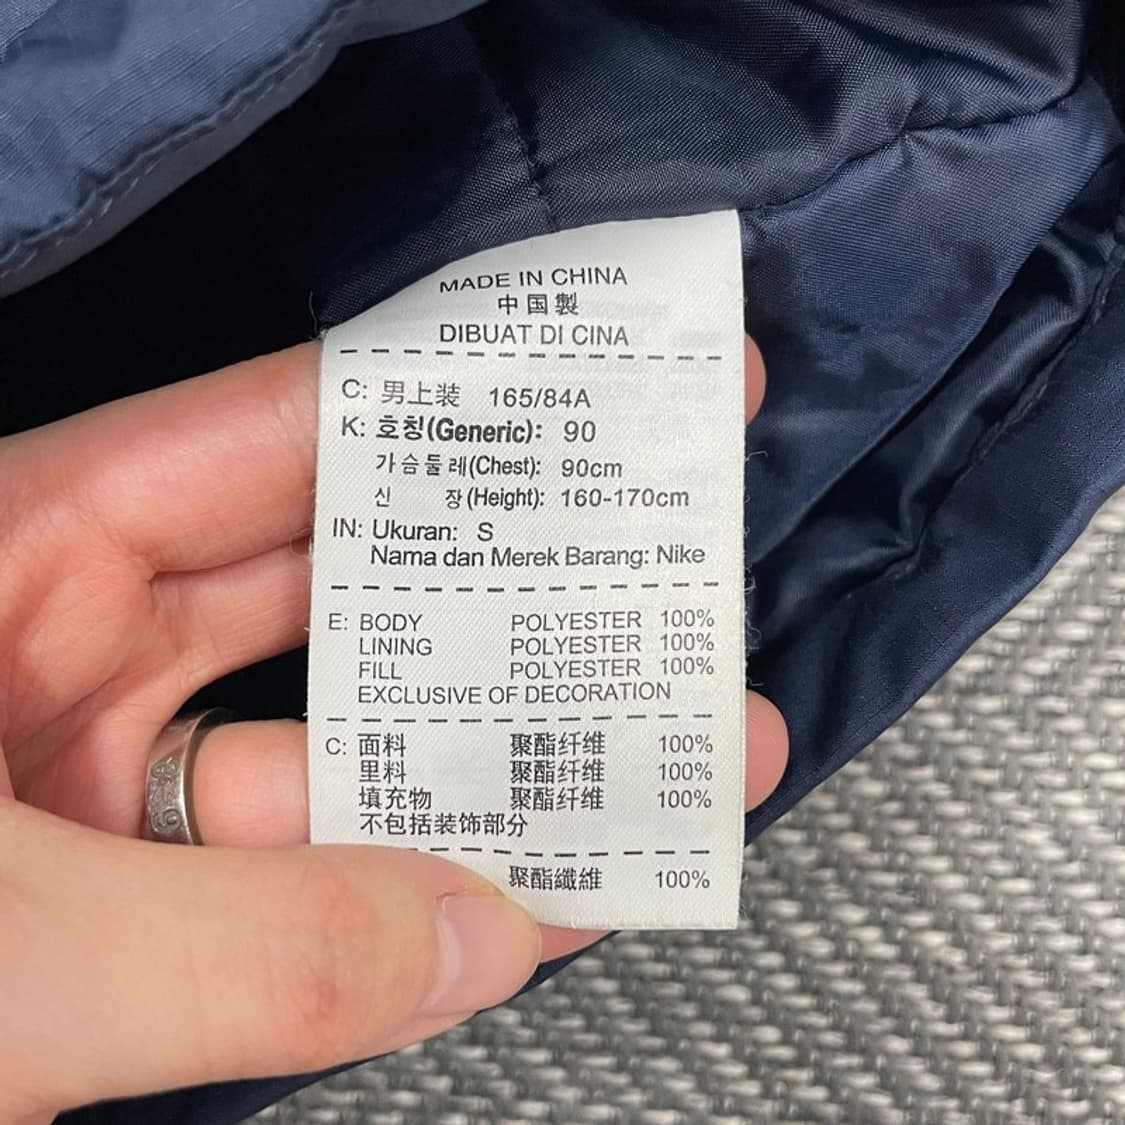 MADE IN CHINA
中国製
DIBUAT DI CINA
C: 男上装 165/84A
K: 호칭(Generic): 90
가슴둘레(Chest): 90cm
신 장(Height): 160-170cm
IN: Ukuran: S
Nama dan Merek Barang: Nike
E: BODY POLYESTER 100%
LINING POLYESTER 100%
FILL POLYESTER 100%
EXCLUSIVE OF DECORATION
C: 面料 聚酯纤维 100%
里料 聚酯纤维 100%
填充物 聚酯纤维 100%
不包括装饰部分
聚酯纖維 100%